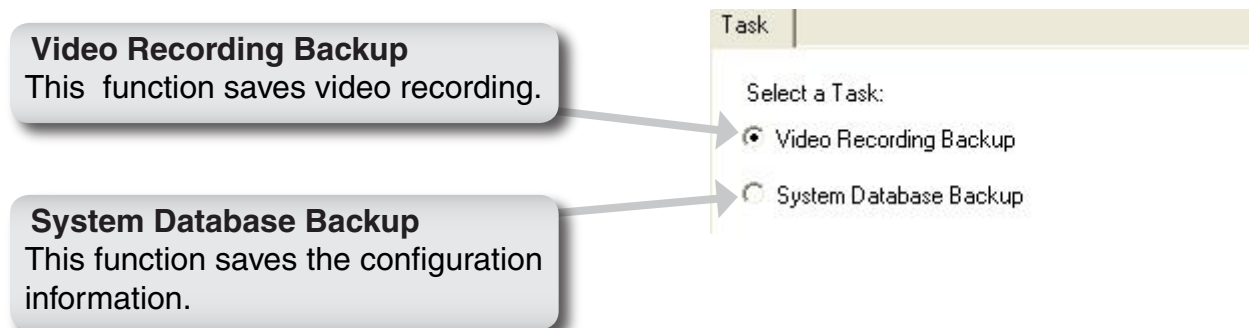 Video Recording Backup
This function saves video recording.
System Database Backup
This function saves the configuration
information.
Task
Select a Task:
Video Recording Backup
System Database Backup